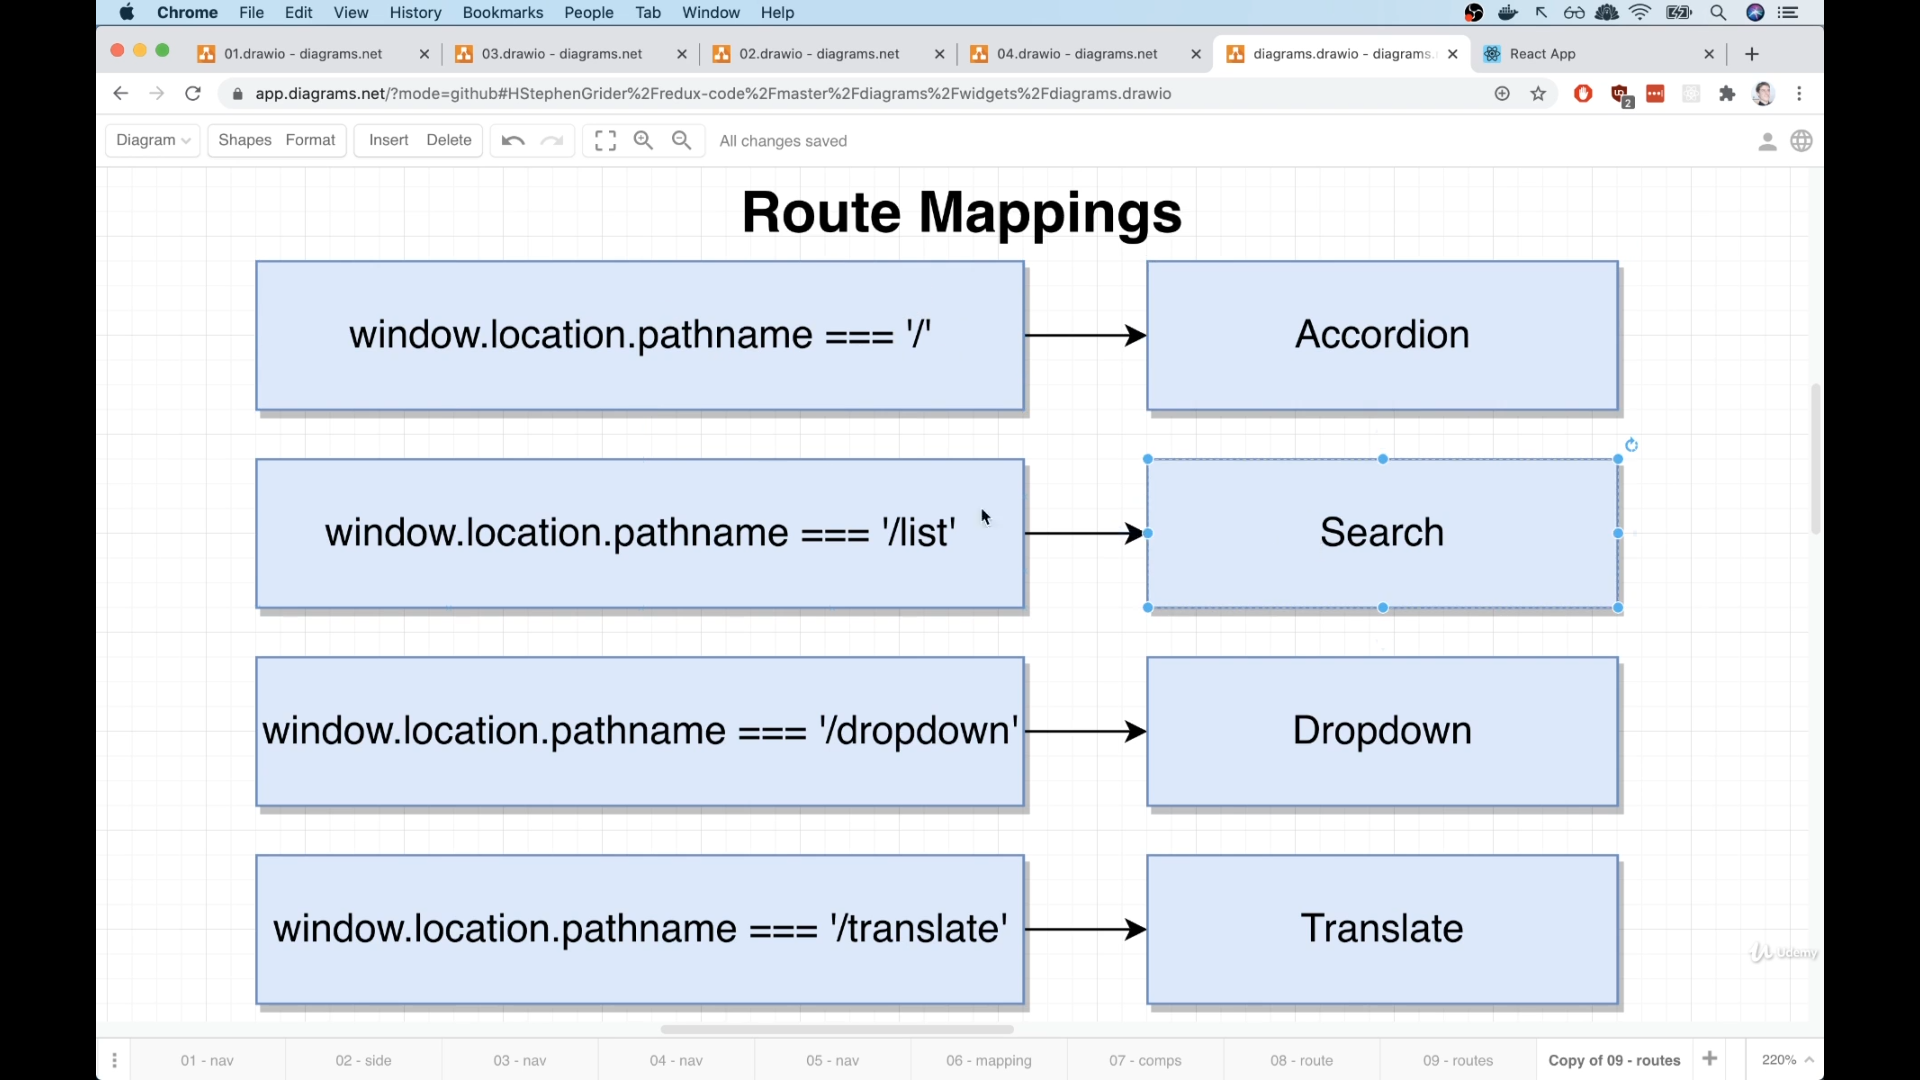 Chrome File Edit View History Bookmarks People Tab Window Help
01.drawio - diagrams.net 03.drawio - diagrams.net 02.drawio - diagrams.net 04.drawio - diagrams.net diagrams.drawio - diagrams. React App
app.diagrams.net/?mode=github#HStephenGrider%2Fredux-code%2Fmaster%2Fdiagrams%2Fwidgets%2Fdiagrams.drawio 2
Diagram Shapes Format Insert Delete All changes saved
Route Mappings
window.location.pathname === '/' Accordion
window.location.pathname === '/list' Search
window.location.pathname === '/dropdown' Dropdown
window.location.pathname === '/translate' Translate
Udemy
01 - nav 02 - side 03 - nav 04 - nav 05 - nav 06 - mapping 07 - comps 08 - route 09 - routes Copy of 09 - routes 220%